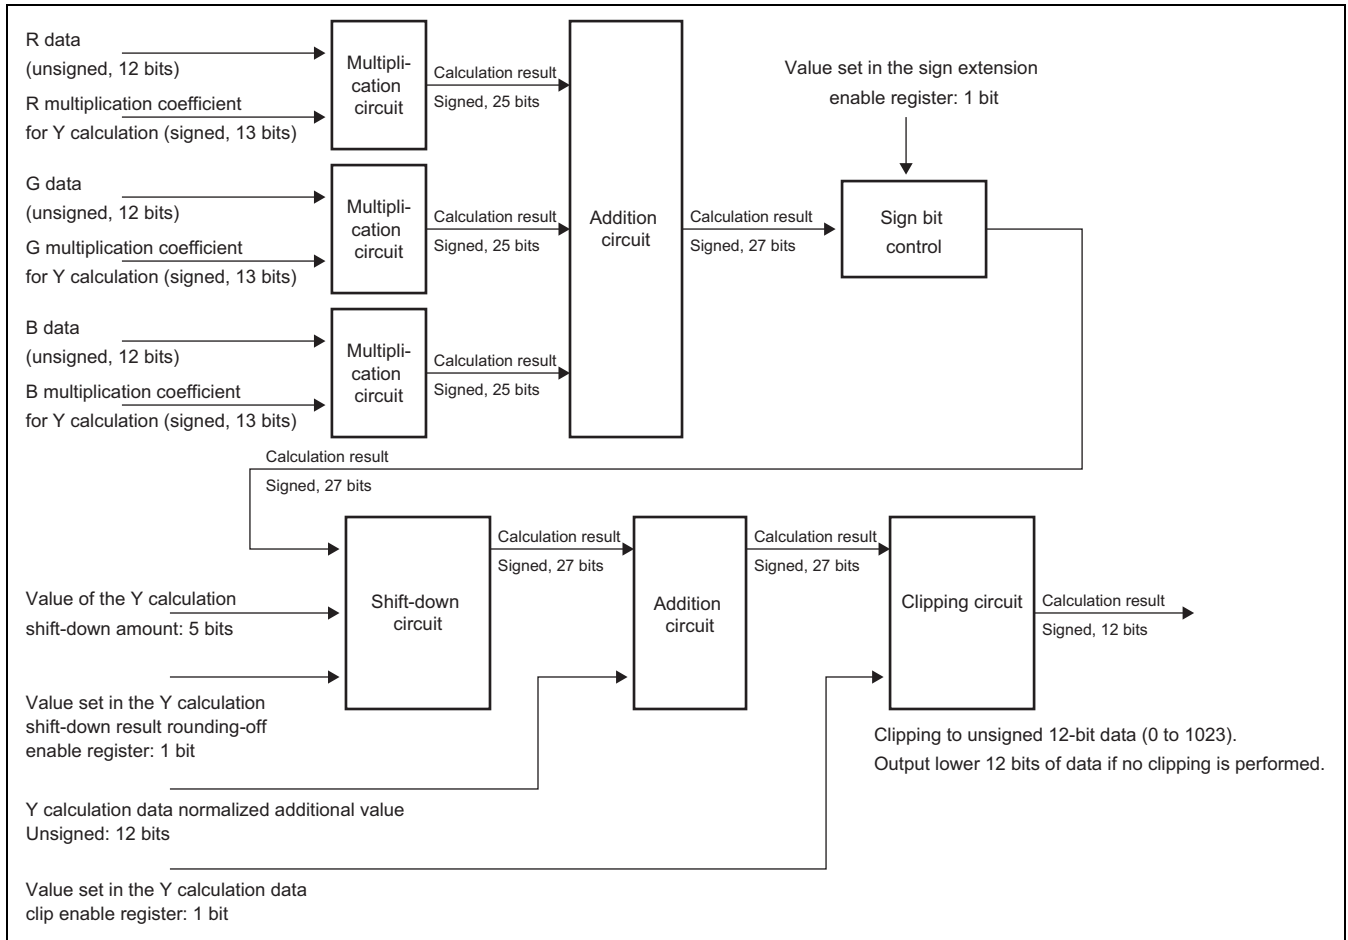 R data
(unsigned, 12 bits)
R multiplication coefficient
for Y calculation (signed, 13 bits)
Multipli-
cation
circuit
Calculation result
Signed, 25 bits
G data
(unsigned, 12 bits)
G multiplication coefficient
for Y calculation (signed, 13 bits)
Multipli-
cation
circuit
Calculation result
Signed, 25 bits
B data
(unsigned, 12 bits)
B multiplication coefficient
for Y calculation (signed, 13 bits)
Multipli-
cation
circuit
Calculation result
Signed, 25 bits
Addition
circuit
Calculation result
Signed, 27 bits
Value set in the sign extension
enable register: 1 bit
Sign bit
control
Calculation result
Signed, 27 bits
Value of the Y calculation
shift-down amount: 5 bits
Value set in the Y calculation
shift-down result rounding-off
enable register: 1 bit
Shift-down
circuit
Calculation result
Signed, 27 bits
Y calculation data normalized additional value
Unsigned: 12 bits
Addition
circuit
Calculation result
Signed, 27 bits
Value set in the Y calculation data
clip enable register: 1 bit
Clipping circuit
Calculation result
Signed, 12 bits
Clipping to unsigned 12-bit data (0 to 1023).
Output lower 12 bits of data if no clipping is performed.